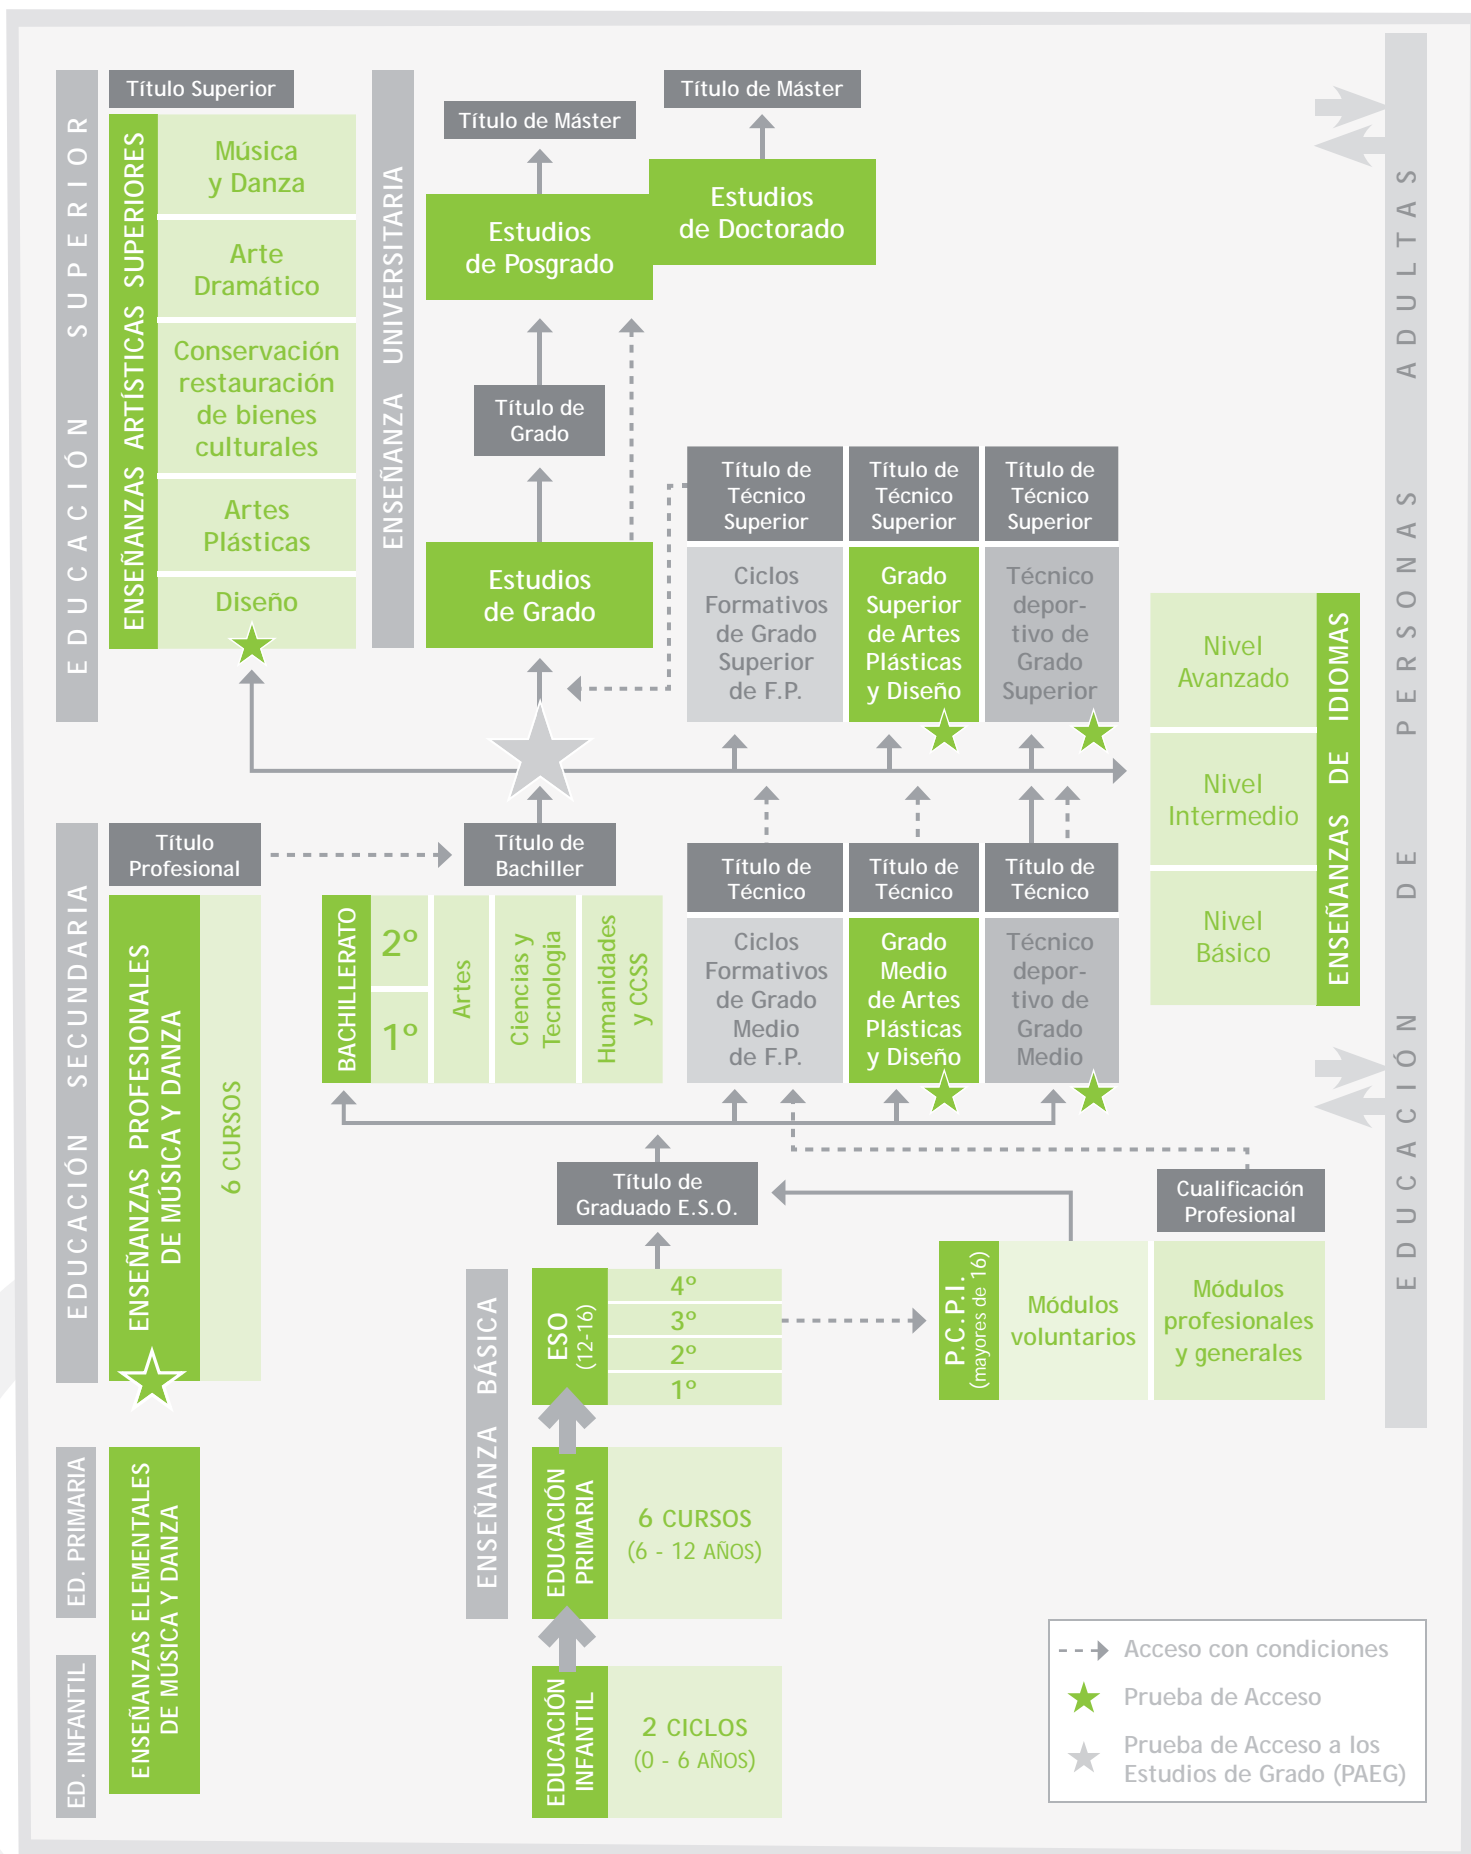 EDUCACIÓN SUPERIOR
Título Superior
ENSEÑANZAS ARTÍSTICAS SUPERIORES
Música
y Danza
Arte
Dramático
Conservación
restauración
de bienes
culturales
Artes
Plásticas
Diseño
ENSEÑANZA UNIVERSITARIA
Título de Máster
Título de Máster
Estudios
de Posgrado
Estudios
de Doctorado
Título de
Grado
Estudios
de Grado
Título de
Técnico
Superior
Título de
Técnico
Superior
Título de
Técnico
Superior
Ciclos
Formativos
de Grado
Superior
de F.P.
Grado
Superior
de Artes
Plásticas
y Diseño
Técnico
depor-
tivo de
Grado
Superior
Nivel
Avanzado
Nivel
Intermedio
Nivel
Básico
ENSEÑANZAS DE IDIOMAS
EDUCACIÓN DE PERSONAS ADULTAS
EDUCACIÓN SECUNDARIA
Título
Profesional
ENSEÑANZAS PROFESIONALES
DE MÚSICA Y DANZA
6 CURSOS
Título de
Bachiller
BACHILLERATO
2º
1º
Artes
Ciencias y
Tecnologia
Humanidades
y CCSS
Título de
Técnico
Título de
Técnico
Título de
Técnico
Ciclos
Formativos
de Grado
Medio
de F.P.
Grado
Medio
de Artes
Plásticas
y Diseño
Técnico
depor-
tivo de
Grado
Medio
Título de
Graduado E.S.O.
Cualificación
Profesional
P.C.P.I.
(mayores de 16)
Módulos
voluntarios
Módulos
profesionales
y generales
ENSEÑANZA BÁSICA
ESO
(12-16)
4º
3º
2º
1º
ED. PRIMARIA
ED. INFANTIL
ENSEÑANZAS ELEMENTALES
DE MÚSICA Y DANZA
EDUCACIÓN
PRIMARIA
6 CURSOS
(6 - 12 AÑOS)
EDUCACIÓN
INFANTIL
2 CICLOS
(0 - 6 AÑOS)
Acceso con condiciones
Prueba de Acceso
Prueba de Acceso a los
Estudios de Grado (PAEG)